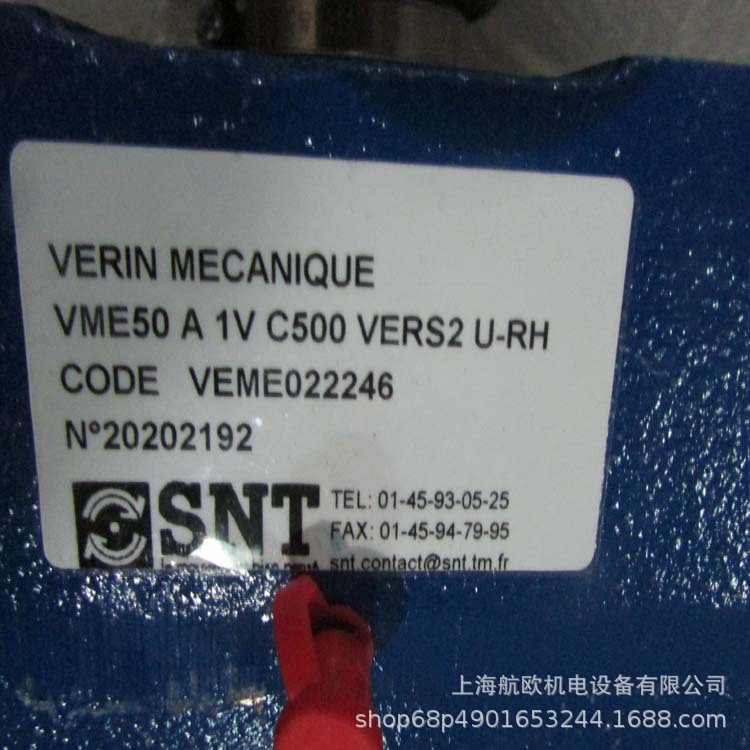 VERIN MECANIQUE
VME50 A 1V C500 VERS2 U-RH
CODE VEME022246
N°20202192
SNT
TEL: 01-45-93-05-25
FAX: 01-45-94-79-95
snt.contact@snt.tm.fr
上海航欧机电设备有限公司
shop68p4901653244.1688.com